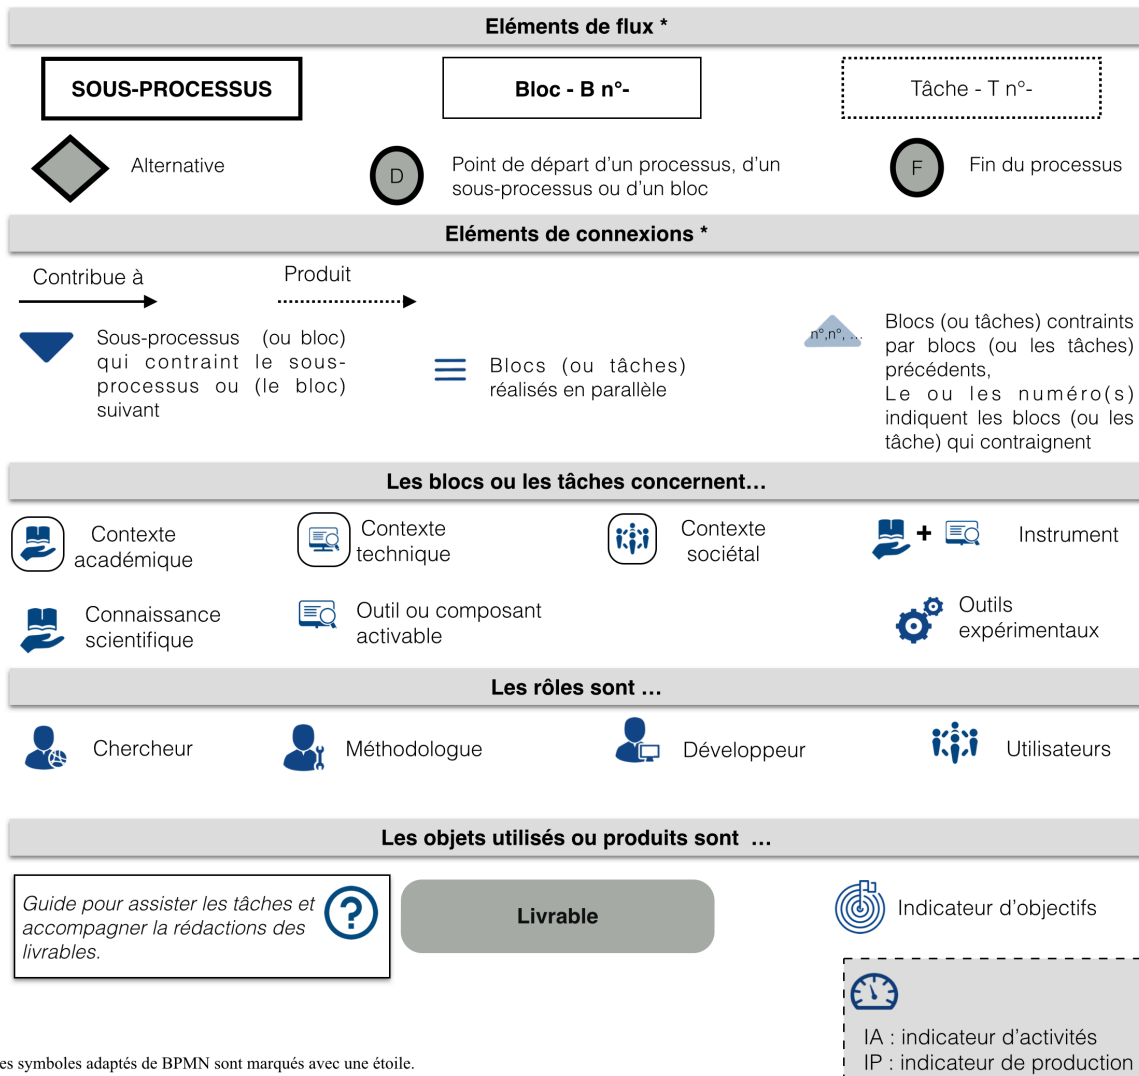 Eléments de flux *
SOUS-PROCESSUS
Bloc - B n°-
Tâche - T n°-
Alternative
D
Point de départ d’un processus, d’un
sous-processus ou d’un bloc
F
Fin du processus
Eléments de connexions *
Contribue à
Produit
Sous-processus (ou bloc)
qui contraint le sous-
processus ou (le bloc)
suivant
Blocs (ou tâches)
réalisés en parallèle
n°,n°, ...
Blocs (ou tâches) contraints
par blocs (ou les tâches)
précédents,
Le ou les numéro(s)
indiquent les blocs (ou les
tâche) qui contraignent
Les blocs ou les tâches concernent…
Contexte
académique
Contexte
technique
Contexte
sociétal
+
Instrument
Connaissance
scientifique
Outil ou composant
activable
Outils
expérimentaux
Les rôles sont …
Chercheur
Méthodologue
Développeur
Utilisateurs
Les objets utilisés ou produits sont …
Guide pour assister les tâches et
accompagner la rédactions des
livrables.
?
Livrable
Indicateur d’objectifs
IA : indicateur d’activités
IP : indicateur de production
es symboles adaptés de BPMN sont marqués avec une étoile.